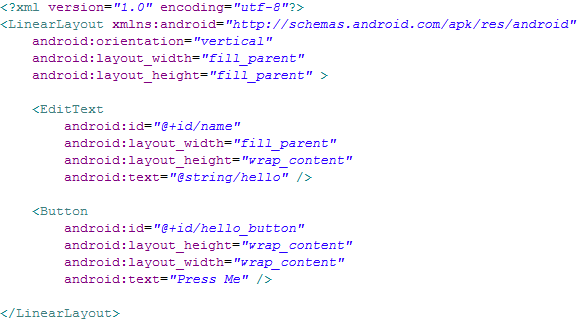 <?xml version="1.0" encoding="utf-8"?>
<LinearLayout xmlns:android="http://schemas.android.com/apk/res/android"
    android:orientation="vertical"
    android:layout_width="fill_parent"
    android:layout_height="fill_parent" >

    <EditText
        android:id="@+id/name"
        android:layout_width="fill_parent"
        android:layout_height="wrap_content"
        android:text="@string/hello" />

    <Button
        android:id="@+id/hello_button"
        android:layout_height="wrap_content"
        android:layout_width="wrap_content"
        android:text="Press Me" />

</LinearLayout>